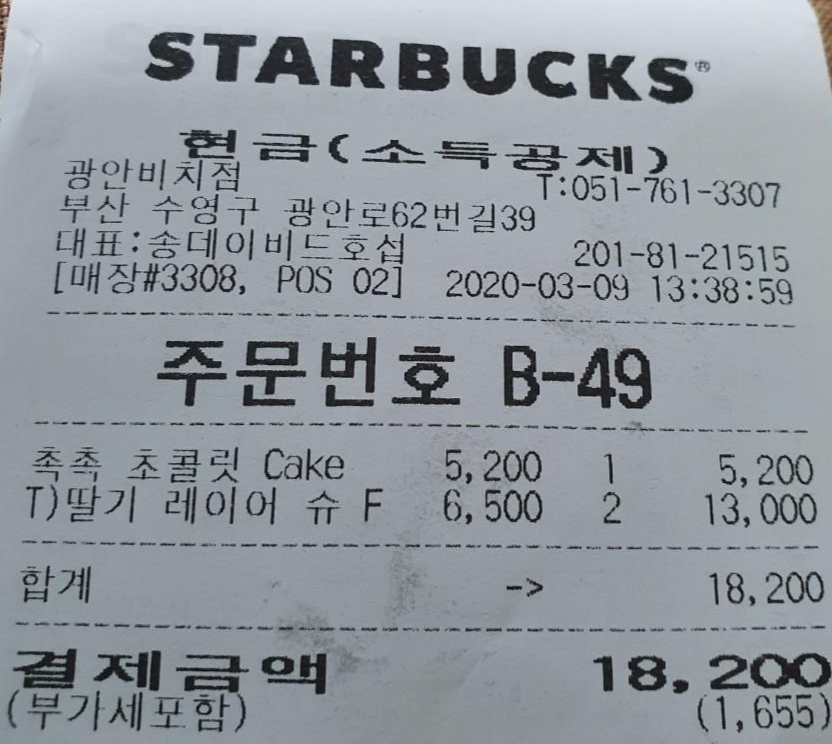 STARBUCKS®
현금(소득공제)
광안비치점 T:051-761-3307
부산 수영구 광안로62번길39
대표:송데이비드호섭 201-81-21515
[매장#3308, POS 02] 2020-03-09 13:38:59
주문번호 B-49
촉촉 초콜릿 Cake 5,200 1 5,200
T)딸기 레이어 슈 F 6,500 2 13,000
합계 -> 18,200
결제금액 18,200
(부가세포함) (1,655)